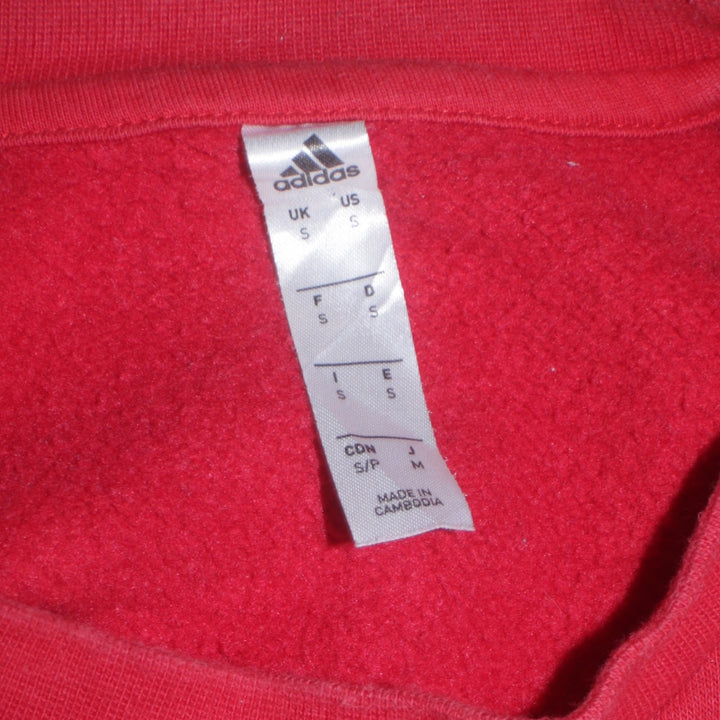 adidas
UK US
S S
F D
S S
I E
S S
CDN J
S/P M
MADE IN
CAMBODIA